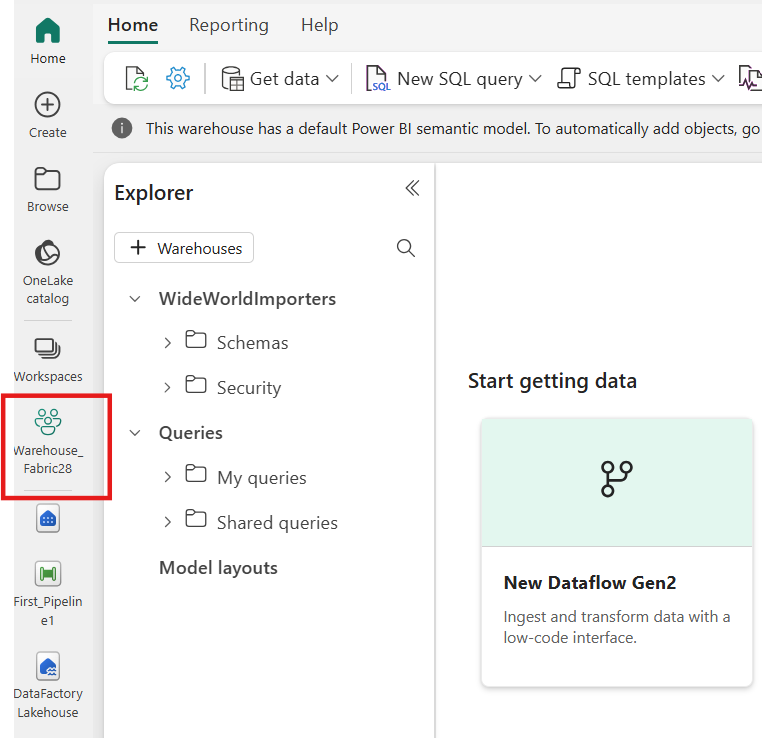 Home
Create
Browse
OneLake
catalog
Workspaces
Warehouse_
Fabric28
First_Pipelin
e1
DataFactory
Lakehouse
Home Reporting Help
Get data New SQL query SQL templates
This warehouse has a default Power BI semantic model. To automatically add objects, go
Explorer
+ Warehouses
WideWorldImporters
Schemas
Security
Queries
My queries
Shared queries
Model layouts
Start getting data
New Dataflow Gen2
Ingest and transform data with a
low-code interface.